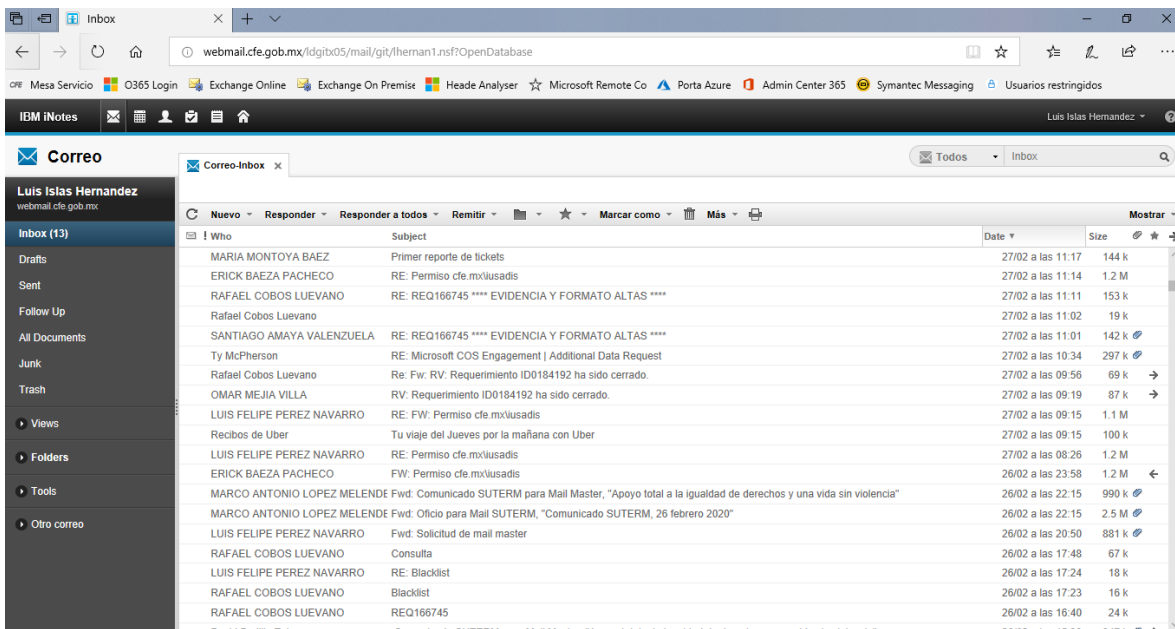 Inbox
webmail.cfe.gob.mx/ldgitx05/mail/git/lhernan1.nsf?OpenDatabase
CFE Mesa Servicio O365 Login Exchange Online Exchange On Premise Heade Analyser Microsoft Remote Co Porta Azure Admin Center 365 Symantec Messaging Usuarios restringidos
IBM iNotes Luis Islas Hernandez
Correo Correo-Inbox Todos Inbox
Luis Islas Hernandez
webmail.cfe.gob.mx
Nuevo Responder Responder a todos Remitir Marcar como Más Mostrar
Inbox (13)
Drafts
Sent
Follow Up
All Documents
Junk
Trash
Views
Folders
Tools
Otro correo
! Who Subject Date Size
MARIA MONTOYA BAEZ Primer reporte de tickets 27/02 a las 11:17 144 k
ERICK BAEZA PACHECO RE: Permiso cfe.mx\iusadis 27/02 a las 11:14 1.2 M
RAFAEL COBOS LUEVANO RE: REQ166745 **** EVIDENCIA Y FORMATO ALTAS **** 27/02 a las 11:11 153 k
Rafael Cobos Luevano 27/02 a las 11:02 19 k
SANTIAGO AMAYA VALENZUELA RE: REQ166745 **** EVIDENCIA Y FORMATO ALTAS **** 27/02 a las 11:01 142 k
Ty McPherson RE: Microsoft COS Engagement | Additional Data Request 27/02 a las 10:34 297 k
Rafael Cobos Luevano Re: Fw: RV: Requerimiento ID0184192 ha sido cerrado. 27/02 a las 09:56 69 k
OMAR MEJIA VILLA RV: Requerimiento ID0184192 ha sido cerrado. 27/02 a las 09:19 87 k
LUIS FELIPE PEREZ NAVARRO RE: FW: Permiso cfe.mx\iusadis 27/02 a las 09:15 1.1 M
Recibos de Uber Tu viaje del Jueves por la mañana con Uber 27/02 a las 09:15 100 k
LUIS FELIPE PEREZ NAVARRO RE: Permiso cfe.mx\iusadis 27/02 a las 08:26 1.2 M
ERICK BAEZA PACHECO FW: Permiso cfe.mx\iusadis 26/02 a las 23:58 1.2 M
MARCO ANTONIO LOPEZ MELENDE Fwd: Comunicado SUTERM para Mail Master, "Apoyo total a la igualdad de derechos y una vida sin violencia" 26/02 a las 22:15 990 k
MARCO ANTONIO LOPEZ MELENDE Fwd: Oficio para Mail SUTERM, "Comunicado SUTERM, 26 febrero 2020" 26/02 a las 22:15 2.5 M
LUIS FELIPE PEREZ NAVARRO Fwd: Solicitud de mail master 26/02 a las 20:50 881 k
RAFAEL COBOS LUEVANO Consulta 26/02 a las 17:48 67 k
LUIS FELIPE PEREZ NAVARRO RE: Blacklist 26/02 a las 17:24 18 k
RAFAEL COBOS LUEVANO Blacklist 26/02 a las 17:23 16 k
RAFAEL COBOS LUEVANO REQ166745 26/02 a las 16:40 24 k